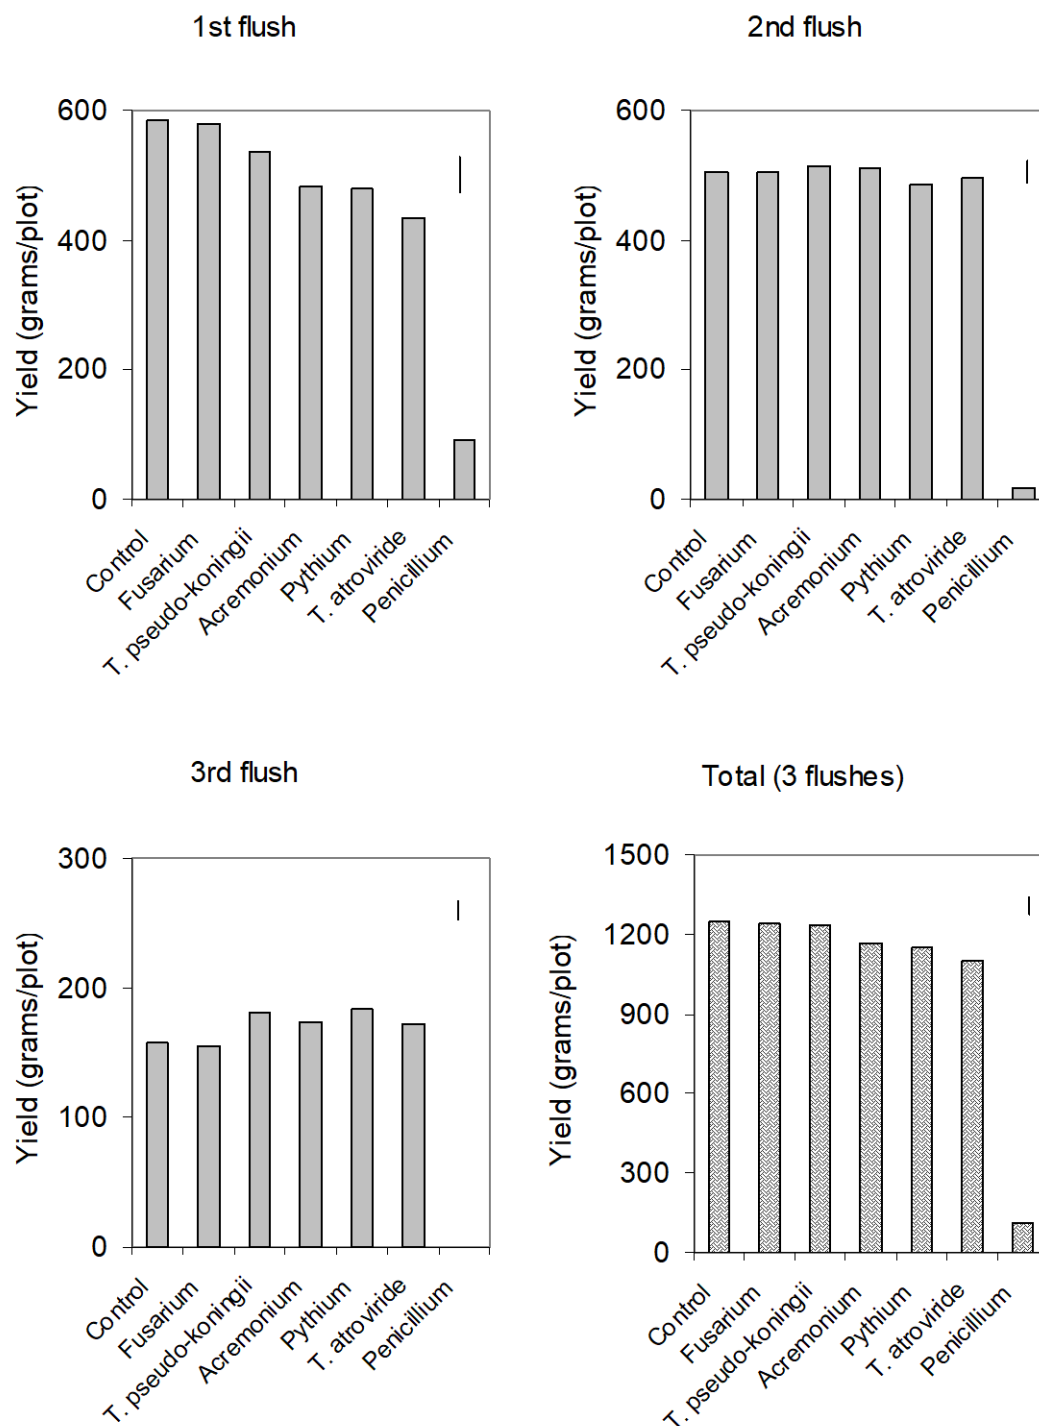 1st flush
600
400
200
0
Yield (grams/plot)
Control
Fusarium
T. pseudo-koningii
Acremonium
Pythium
T. atroviride
Penicillium
2nd flush
600
400
200
0
Yield (grams/plot)
Control
Fusarium
T. pseudo-koningii
Acremonium
Pythium
T. atroviride
Penicillium
3rd flush
300
200
100
0
Yield (grams/plot)
Control
Fusarium
T. pseudo-koningii
Acremonium
Pythium
T. atroviride
Penicillium
Total (3 flushes)
1500
1200
900
600
300
0
Yield (grams/plot)
Control
Fusarium
T. pseudo-koningii
Acremonium
Pythium
T. atroviride
Penicillium